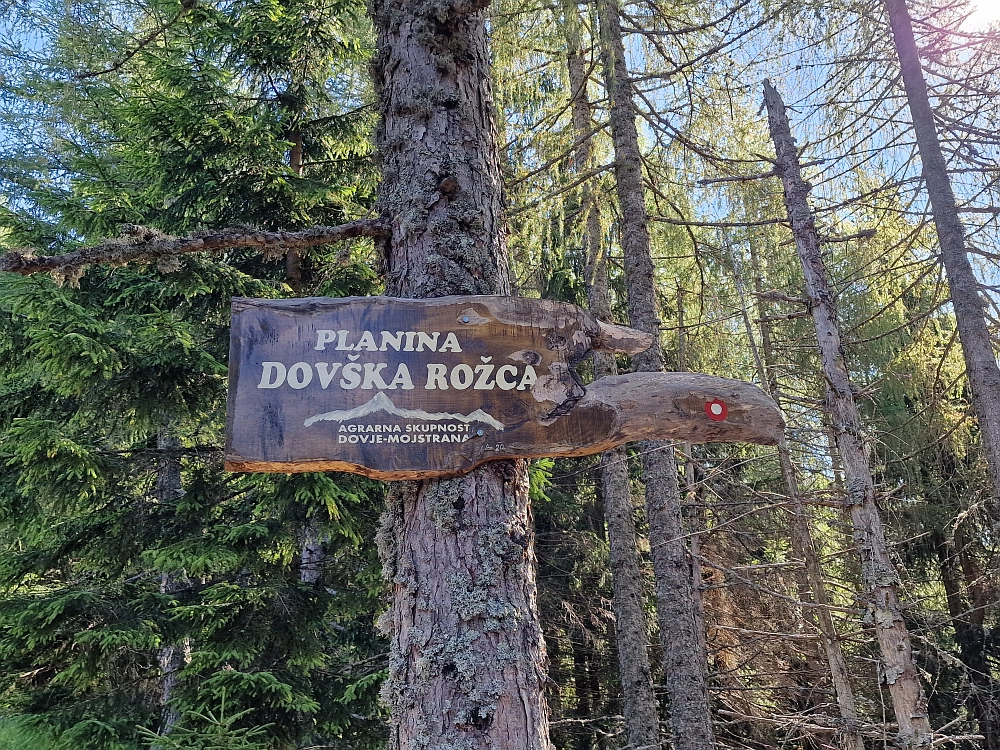 PLANINA
DOVŠKA ROŽCA
AGRARNA SKUPNOST
DOVJE-MOJSTRANA